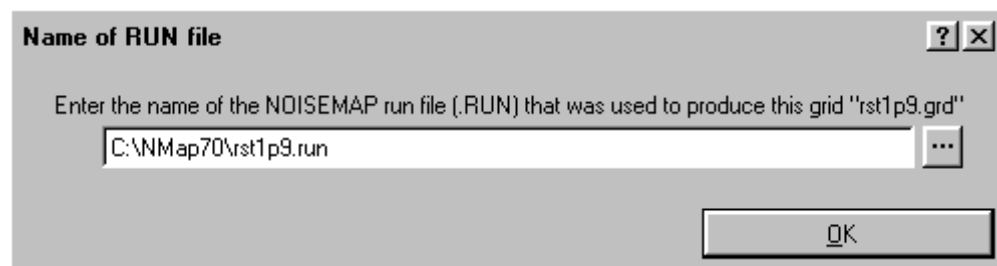 Name of RUN file
Enter the name of the NOISEMAP run file (.RUN) that was used to produce this grid "rst1p9.grd"
C:\NMap70\rst1p9.run
...
OK